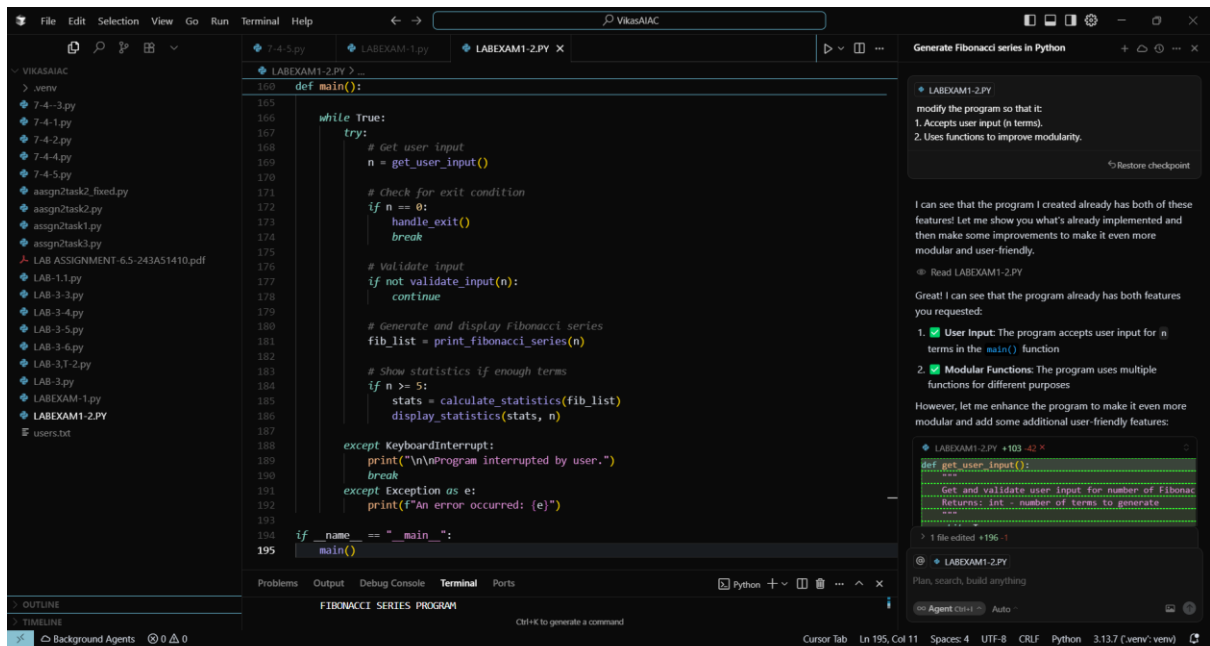 File Edit Selection View Go Run Terminal Help
VikasAIAC
7-4-5.py
LABEXAM-1.py
LABEXAM1-2.PY
Generate Fibonacci series in Python
VIKASAIAC
.venv
7-4--3.py
7-4-1.py
7-4-2.py
7-4-4.py
7-4-5.py
aasgn2task2_fixed.py
aasgn2task2.py
assgn2task1.py
assgn2task3.py
LAB ASSIGNMENT-6.5-243A51410.pdf
LAB-1.1.py
LAB-3-3.py
LAB-3-4.py
LAB-3-5.py
LAB-3-6.py
LAB-3,T-2.py
LAB-3.py
LABEXAM-1.py
LABEXAM1-2.PY
users.txt
OUTLINE
TIMELINE
LABEXAM1-2.PY > ...
160 def main():
165
166 while True:
167 try:
168 # Get user input
169 n = get_user_input()
170
171 # Check for exit condition
172 if n == 0:
173 handle_exit()
174 break
175
176 # Validate input
177 if not validate_input(n):
178 continue
179
180 # Generate and display Fibonacci series
181 fib_list = print_fibonacci_series(n)
182
183 # Show statistics if enough terms
184 if n >= 5:
185 stats = calculate_statistics(fib_list)
186 display_statistics(stats, n)
187
188 except KeyboardInterrupt:
189 print("\n\nProgram interrupted by user.")
190 break
191 except Exception as e:
192 print(f"An error occurred: {e}")
193
194 if __name__ == "__main__":
195 main()
Problems Output Debug Console Terminal Ports
Python
FIBONACCI SERIES PROGRAM
Ctrl+K to generate a command
LABEXAM1-2.PY
modify the program so that it:
1. Accepts user input (n terms).
2. Uses functions to improve modularity.
Restore checkpoint
I can see that the program I created already has both of these
features! Let me show you what's already implemented and
then make some improvements to make it even more
modular and user-friendly.
Read LABEXAM1-2.PY
Great! I can see that the program already has both features
you requested:
1. ✅ User Input: The program accepts user input for n
terms in the main() function
2. ✅ Modular Functions: The program uses multiple
functions for different purposes
However, let me enhance the program to make it even more
modular and add some additional user-friendly features:
LABEXAM1-2.PY +103 -42
def get_user_input():
"""
Get and validate user input for number of Fibonac
Returns: int - number of terms to generate
"""
1 file edited +196 -1
@ LABEXAM1-2.PY
Plan, search, build anything
Agent Ctrl+I Auto
Background Agents 0 0
Cursor Tab Ln 195, Col 11 Spaces: 4 UTF-8 CRLF Python 3.13.7 ('.venv': venv)